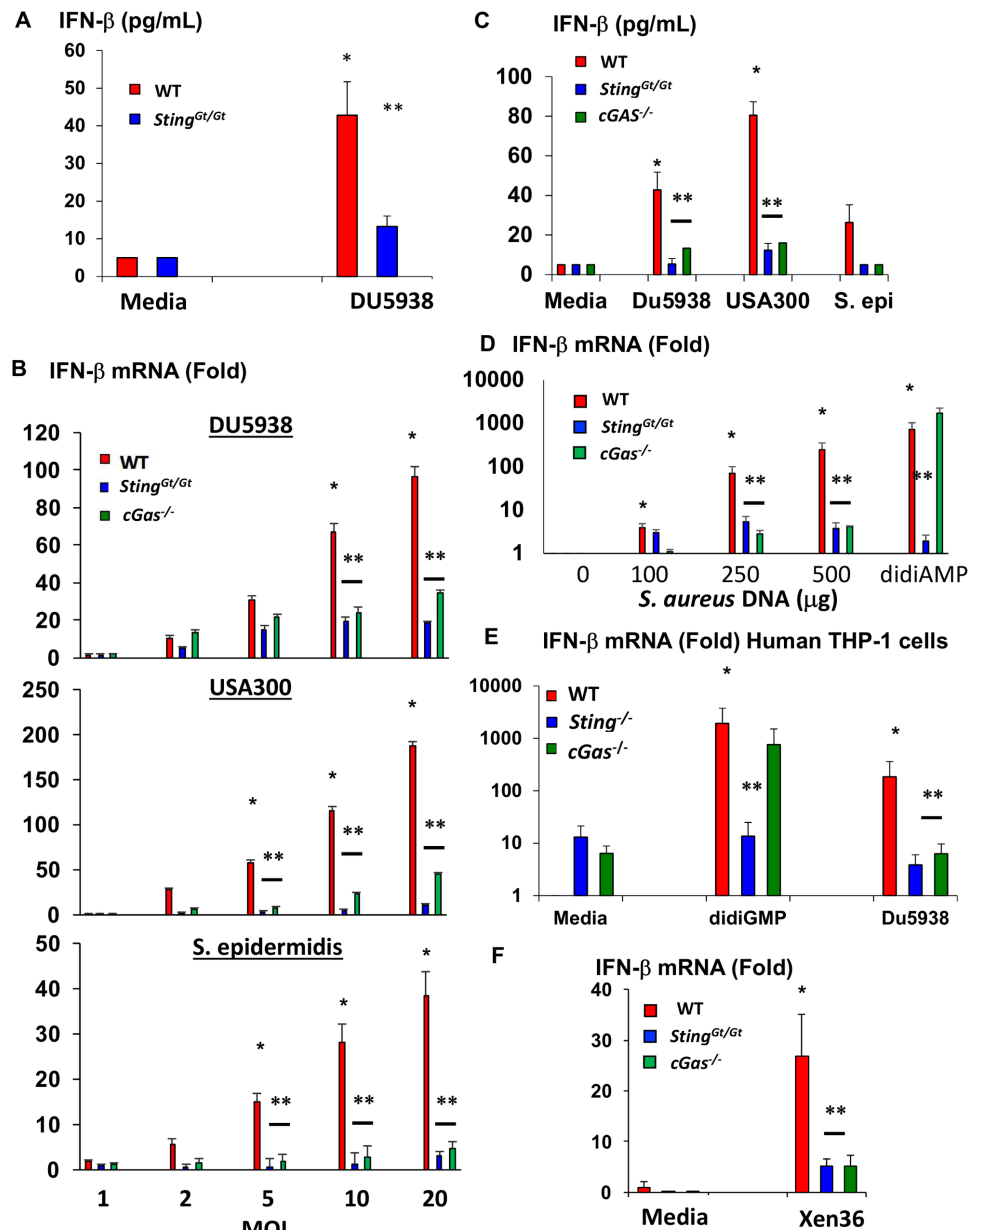 A IFN-β (pg/mL)
60
50
40
30
20
10
0
WT
Sting^Gt/Gt
*
**
Media DU5938
B IFN-β mRNA (Fold)
DU5938
120
100
80
60
40
20
0
WT
Sting^Gt/Gt
cGas^-/-
*
**
*
**
USA300
250
200
150
100
50
0
*
**
*
**
*
**
S. epidermidis
50
40
30
20
10
0
*
**
*
**
*
**
1 2 5 10 20
MOI
C IFN-β (pg/mL)
100
80
60
40
20
0
WT
Sting^Gt/Gt
cGAS^-/-
*
**
*
**
Media Du5938 USA300 S. epi
D IFN-β mRNA (Fold)
10000
1000
100
10
1
WT
Sting^Gt/Gt
cGas^-/-
*
*
**
*
**
*
**
0 100 250 500 didiAMP
S. aureus DNA (μg)
E IFN-β mRNA (Fold) Human THP-1 cells
10000
1000
100
10
1
WT
Sting^-/-
cGas^-/-
*
**
*
**
Media didiGMP Du5938
F IFN-β mRNA (Fold)
40
30
20
10
0
WT
Sting^Gt/Gt
cGas^-/-
*
**
Media Xen36